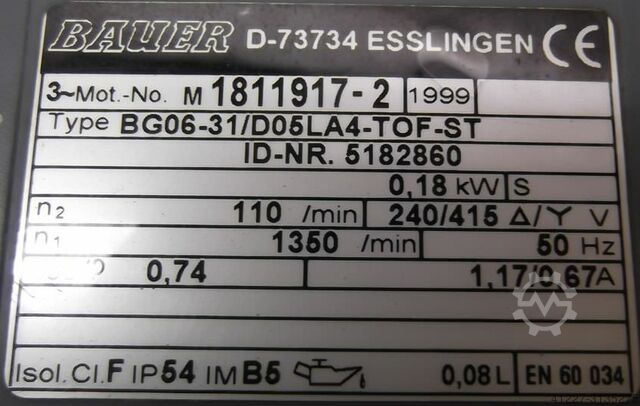 BAUER D-73734 ESSLINGEN CE
3~Mot.-No. M 1811917-2 1999
Type BG06-31/D05LA4-TOF-ST
ID-NR. 5182860
0,18 kW S
n2 110 /min 240/415 Δ/Y V
n1 1350 /min 50 Hz
0,74 1,17/0,67A
Isol.Cl.F IP54 IM B5 0,08L EN 60 034